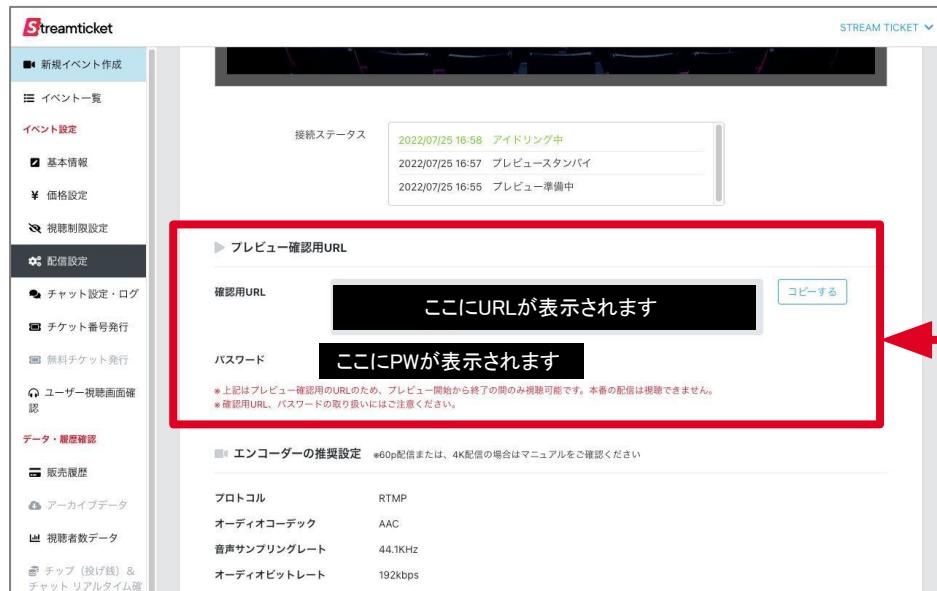 Streamticket
STREAM TICKET
新規イベント作成
イベント一覧
イベント設定
基本情報
価格設定
視聴制限設定
配信設定
チャット設定・ログ
チケット番号発行
無料チケット発行
ユーザー視聴画面確
認
データ・履歴確認
販売履歴
アーカイブデータ
視聴者数データ
チップ（投げ銭）&
チャット リアルタイム確
接続ステータス
2022/07/25 16:58 アイドリング中
2022/07/25 16:57 プレビュースタンバイ
2022/07/25 16:55 プレビュー準備中
プレビュー確認用URL
確認用URL
ここにURLが表示されます
コピーする
パスワード
ここにPWが表示されます
※上記はプレビュー確認用のURLのため、プレビュー開始から終了の間のみ視聴可能です。本番の配信は視聴できません。
※確認用URL、パスワードの取り扱いにはご注意ください。
エンコーダーの推奨設定 ※60p配信または、4K配信の場合はマニュアルをご確認ください
プロトコル RTMP
オーディオコーデック AAC
音声サンプリングレート 44.1KHz
オーディオビットレート 192kbps